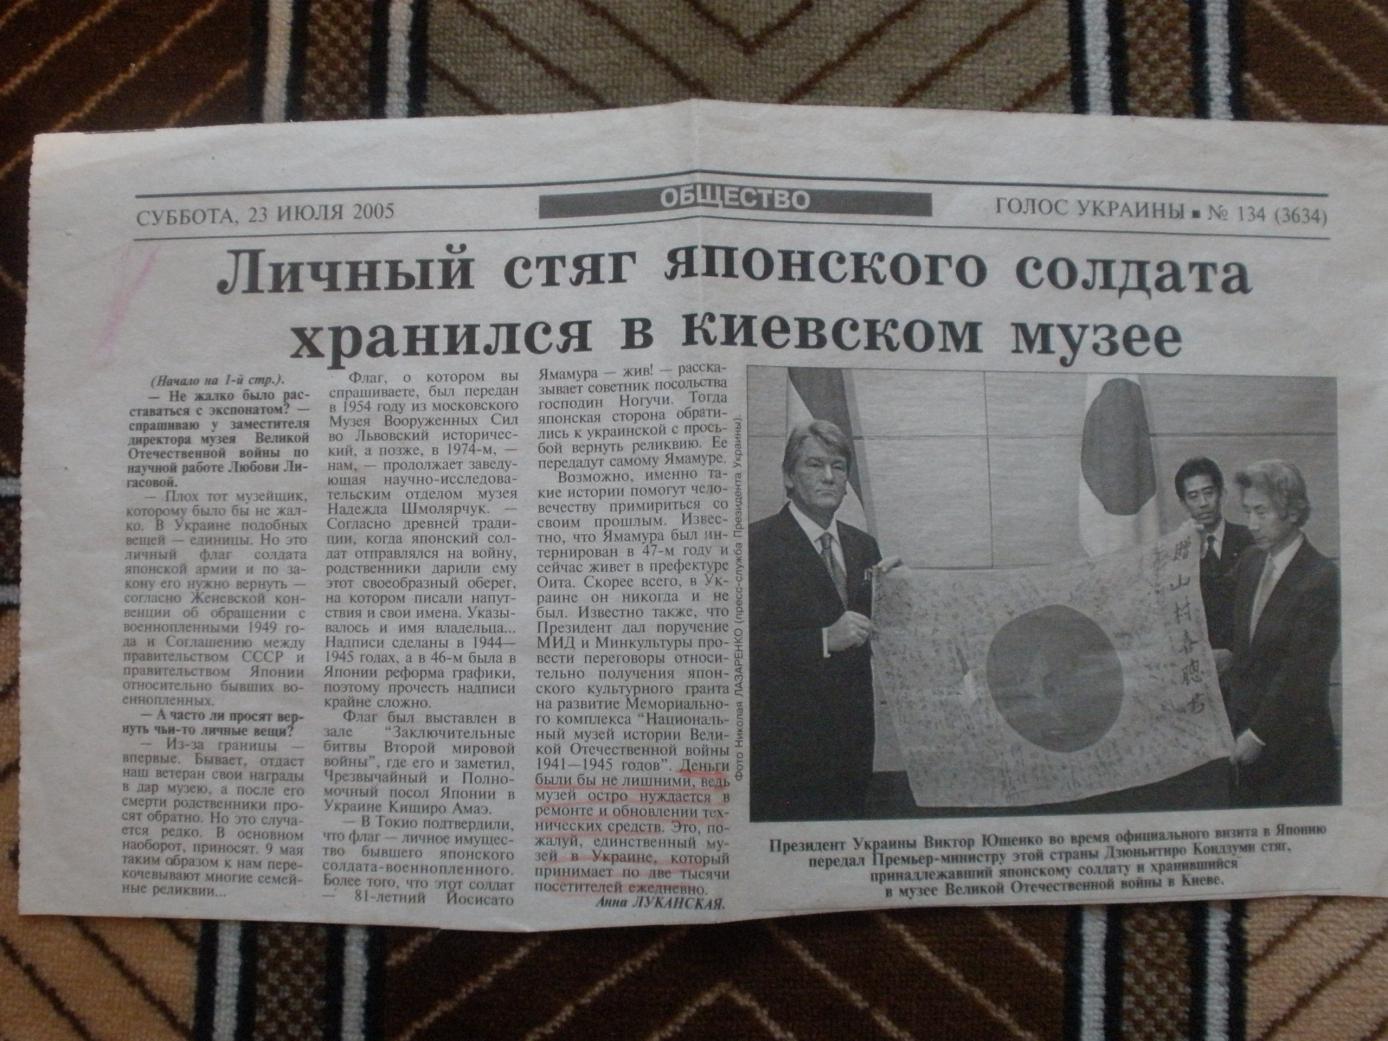 СУББОТА, 23 ИЮЛЯ 2005
ОБЩЕСТВО
ГОЛОС УКРАИНЫ ■ № 134 (3634)
Личный стяг японского солдата
хранился в киевском музее
(Начало на 1-й стр.).
— Не жалко было рас-
ставаться с экспонатом? —
спрашиваю у заместителя
директора музея Великой
Отечественной войны по
научной работе Любови Ли-
гасовой.
— Плох тот музейщик,
которому было бы не жал-
ко. В Украине подобных
вещей — единицы. Но это
личный флаг солдата
японской армии и по за-
кону его нужно вернуть —
согласно Женевской кон-
венции об обращении с
военнопленными 1949 го-
да и Соглашению между
правительством СССР и
правительством Японии
относительно бывших во-
еннопленных.
— А часто ли просят вер-
нуть чьи-то личные вещи?
— Из-за границы —
впервые. Бывает, отдаст
наш ветеран свои награды
в дар музею, а после его
смерти родственники про-
сят обратно. Но это случа-
ется редко. В основном
наоборот, приносят. 9 мая
таким образом к нам пере-
кочевывают многие семей-
ные реликвии...
Флаг, о котором вы
спрашиваете, был передан
в 1954 году из московского
Музея Вооруженных Сил
во Львовский историчес-
кий, а позже, в 1974-м, —
нам, — продолжает заведу-
ющая научно-исследова-
тельским отделом музея
Надежда Шмолярчук. —
Согласно древней тради-
ции, когда японский сол-
дат отправлялся на войну,
родственники дарили ему
этот своеобразный оберег,
на котором писали напут-
ствия и свои имена. Указы-
валось и имя владельца...
Надписи сделаны в 1944—
1945 годах, а в 46-м была в
Японии реформа графики,
поэтому прочесть надписи
крайне сложно.
Флаг был выставлен в
зале "Заключительные
битвы Второй мировой
войны", где его и заметил,
Чрезвычайный и Полно-
мочный посол Японии в
Украине Киширо Амаэ.
— В Токио подтвердили,
что флаг — личное имущес-
тво бывшего японского
солдата-военнопленного.
Более того, что этот солдат
— 81-летний Йосисато
Ямамура — жив! — расска-
зывает советник посольства
господин Ногучи. Тогда
японская сторона обрати-
лись к украинской с прось-
бой вернуть реликвию. Ее
передадут самому Ямамуре.
Возможно, именно та-
кие истории помогут чело-
вечеству примириться со
своим прошлым. Извес-
тно, что Ямамура был ин-
тернирован в 47-м году и
сейчас живет в префектуре
Оита. Скорее всего, в Ук-
раине он никогда и не
был. Известно также, что
Президент дал поручение
МИД и Минкультуры про-
вести переговоры относи-
тельно получения япон-
ского культурного гранта
на развитие Мемориально-
го комплекса "Националь-
ный музей истории Вели-
кой Отечественной войны
1941—1945 годов". Деньги
были бы не лишними, ведь
музей остро нуждается в
ремонте и обновлении тех-
нических средств. Это, по-
жалуй, единственный му-
зей в Украине, который
принимает по две тысячи
посетителей ежедневно.
Анна ЛУКАНСКАЯ.
Фото Николая ЛАЗАРЕНКО (пресс-служба Президента Украины).
山村
Президент Украины Виктор Ющенко во время официального визита в Японию
передал Премьер-министру этой страны Дзюньитиро Коидзуми стяг,
принадлежавший японскому солдату и хранившийся
в музее Великой Отечественной войны в Киеве.